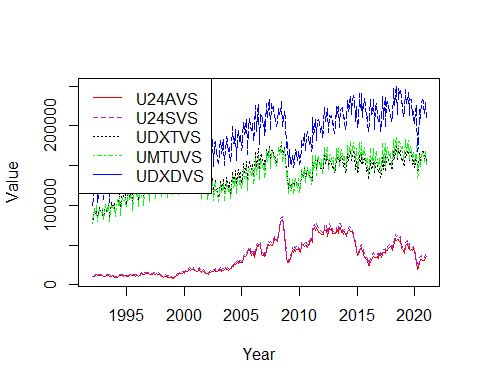 U24AVS
U24SVS
UDXTVS
UMTUVS
UDXDVS
Value
0
100000
200000
1995
2000
2005
2010
2015
2020
Year